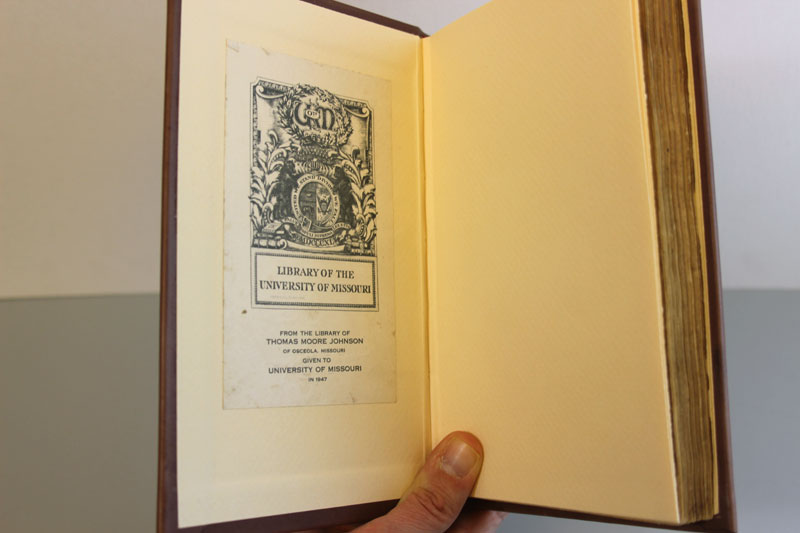 LIBRARY OF THE
UNIVERSITY OF MISSOURI
FROM THE LIBRARY OF
THOMAS MOORE JOHNSON
OF OSCEOLA, MISSOURI
GIVEN TO
UNIVERSITY OF MISSOURI
IN 1947